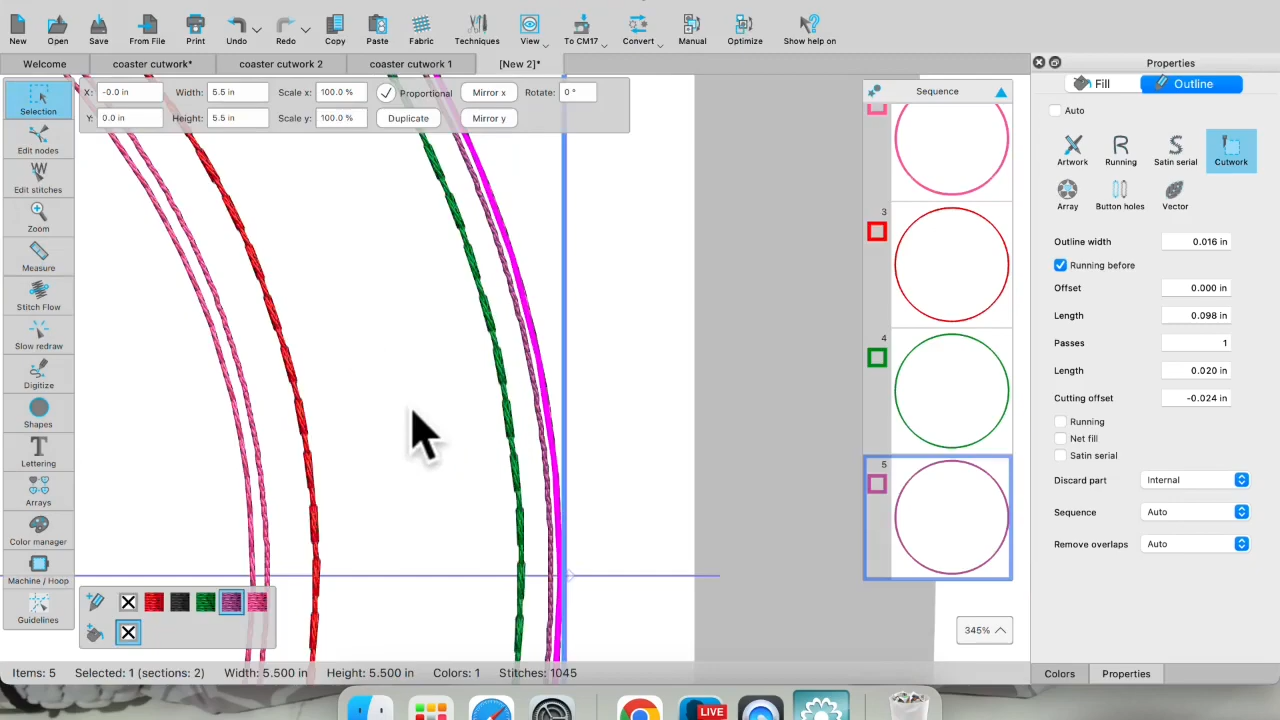 New Open Save From File Print Undo Redo Copy Paste Fabric Techniques View To CM17 Convert Manual Optimize Show help on
Welcome coaster cutwork* coaster cutwork 2 coaster cutwork 1 [New 2]* Properties
X: -0.0 in Width: 5.5 in Scale x: 100.0 % Proportional Mirror x Rotate: 0 °
Y: 0.0 in Height: 5.5 in Scale y: 100.0 % Duplicate Mirror y
Selection
Edit nodes
Edit stitches
Zoom
Measure
Stitch Flow
Slow redraw
Digitize
Shapes
Lettering
Arrays
Color manager
Machine / Hoop
Guidelines
Sequence
3
4
5
345%
Fill Outline
Auto
Artwork Running Satin serial Cutwork
Array Button holes Vector
Outline width 0.016 in
Running before
Offset 0.000 in
Length 0.098 in
Passes 1
Length 0.020 in
Cutting offset -0.024 in
Running
Net fill
Satin serial
Discard part Internal
Sequence Auto
Remove overlaps Auto
Items: 5 Selected: 1 (sections: 2) Width: 5.500 in Height: 5.500 in Colors: 1 Stitches: 1045
Colors Properties
LIVE